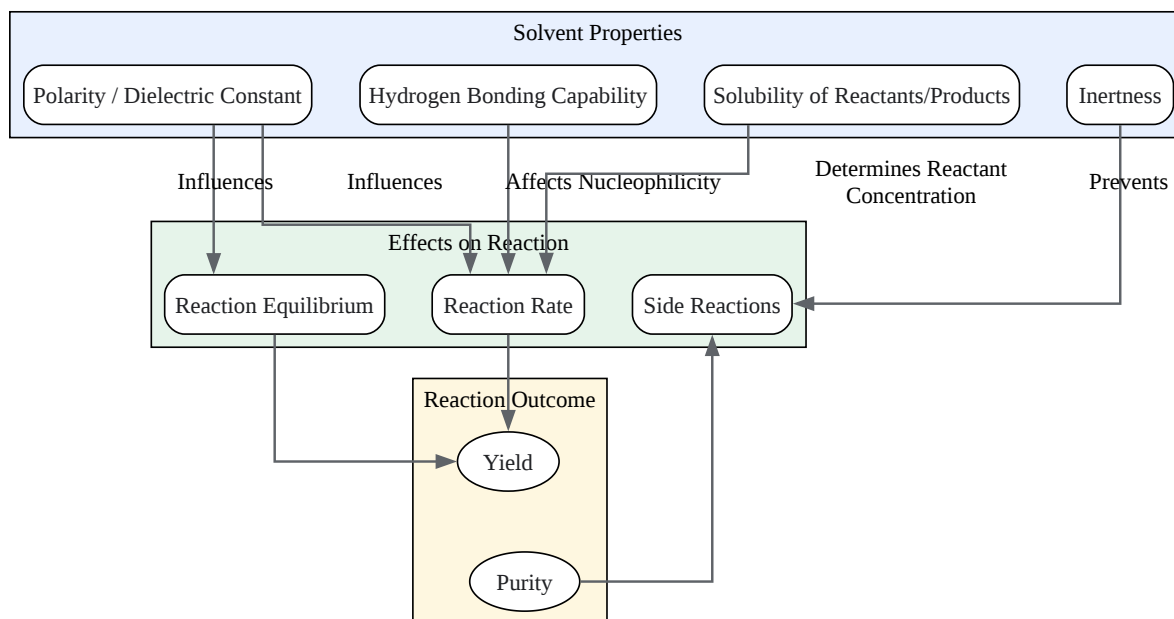 Solvent Properties
Polarity / Dielectric Constant
Hydrogen Bonding Capability
Solubility of Reactants/Products
Inertness
Influences
Influences
Affects Nucleophilicity
Determines Reactant
Concentration
Prevents
Effects on Reaction
Reaction Equilibrium
Reaction Rate
Side Reactions
Reaction Outcome
Yield
Purity